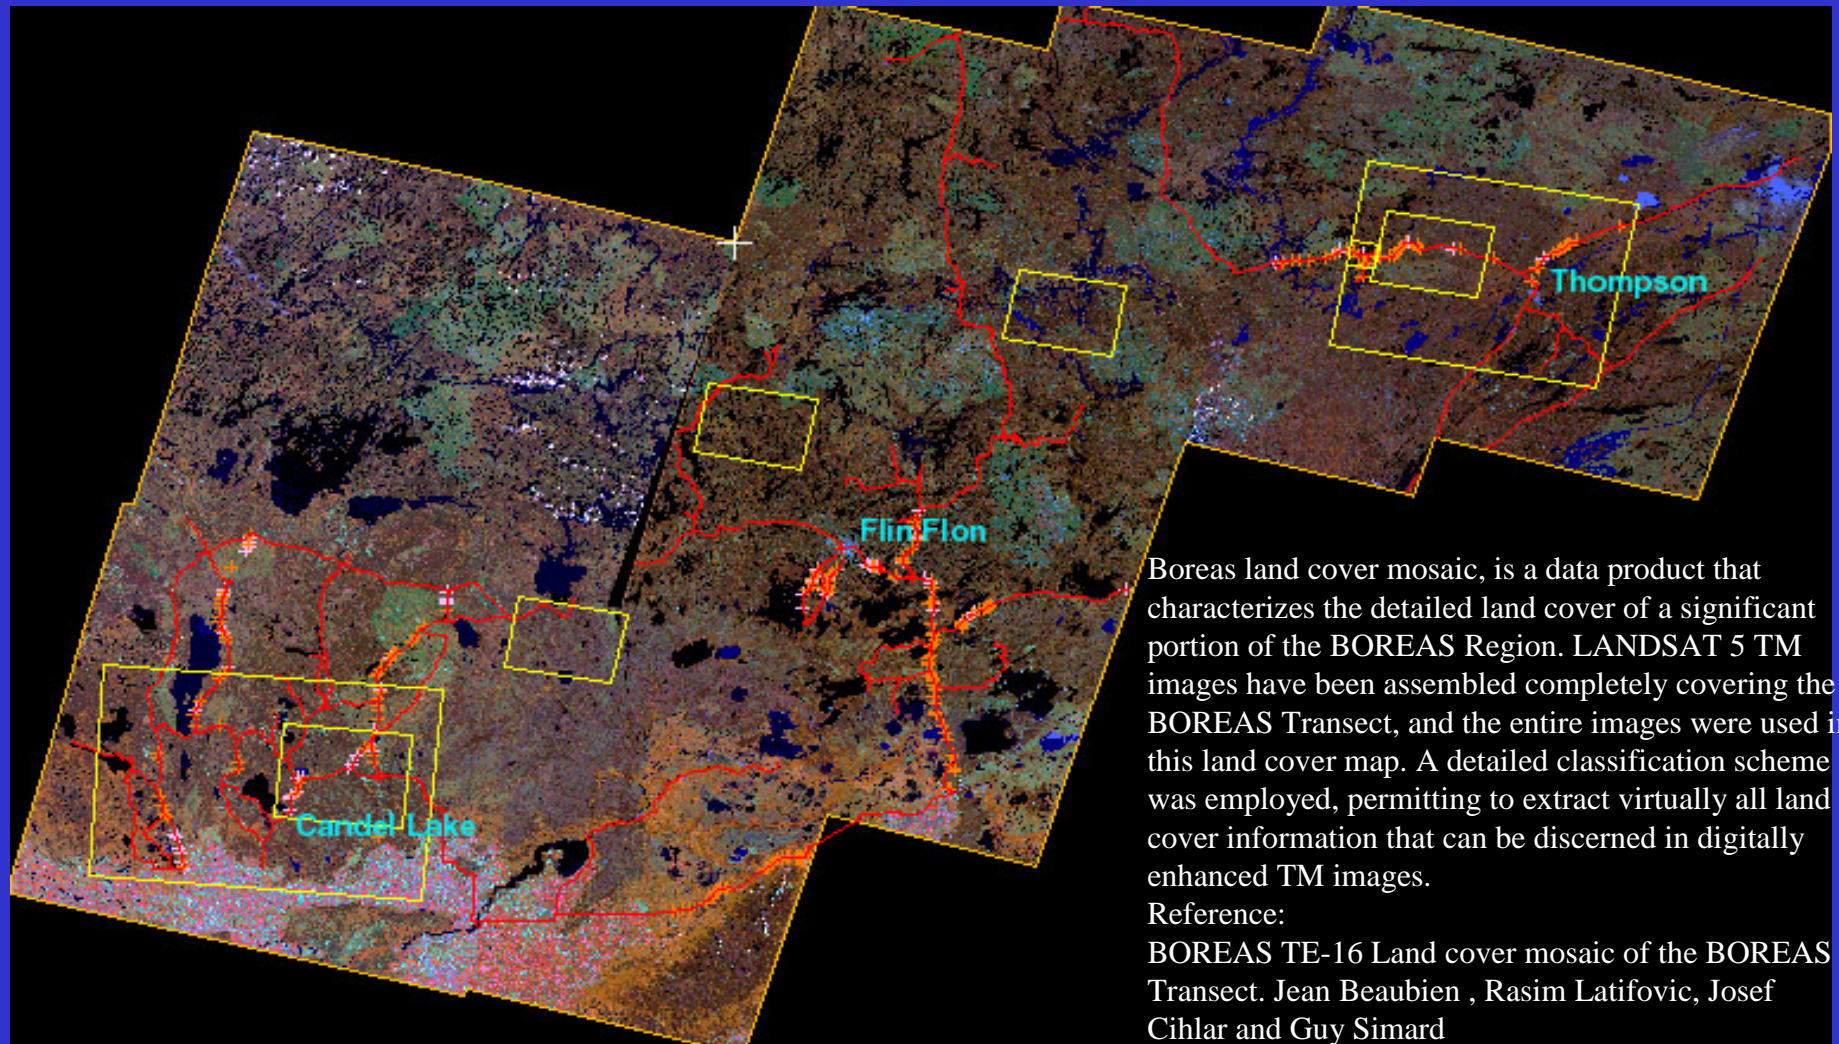 Thompson
Flin Flon
Candel Lake
Boreas land cover mosaic, is a data product that
characterizes the detailed land cover of a significant
portion of the BOREAS Region. LANDSAT 5 TM
images have been assembled completely covering the
BOREAS Transect, and the entire images were used in
this land cover map. A detailed classification scheme
was employed, permitting to extract virtually all land
cover information that can be discerned in digitally
enhanced TM images.
Reference:
BOREAS TE-16 Land cover mosaic of the BOREAS
Transect. Jean Beaubien , Rasim Latifovic, Josef
Cihlar and Guy Simard